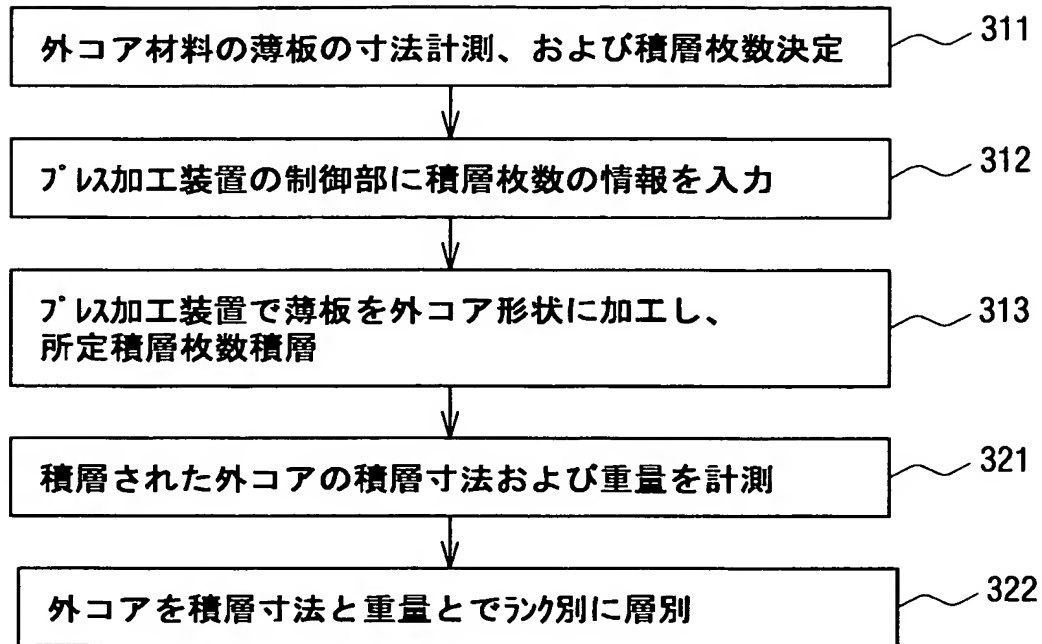 外コア材料の薄板の寸法計測、および積層枚数決定
311
プレス加工装置の制御部に積層枚数の情報を入力
312
プレス加工装置で薄板を外コア形状に加工し、
所定積層枚数積層
313
積層された外コアの積層寸法および重量を計測
321
外コアを積層寸法と重量とでランク別に層別
322